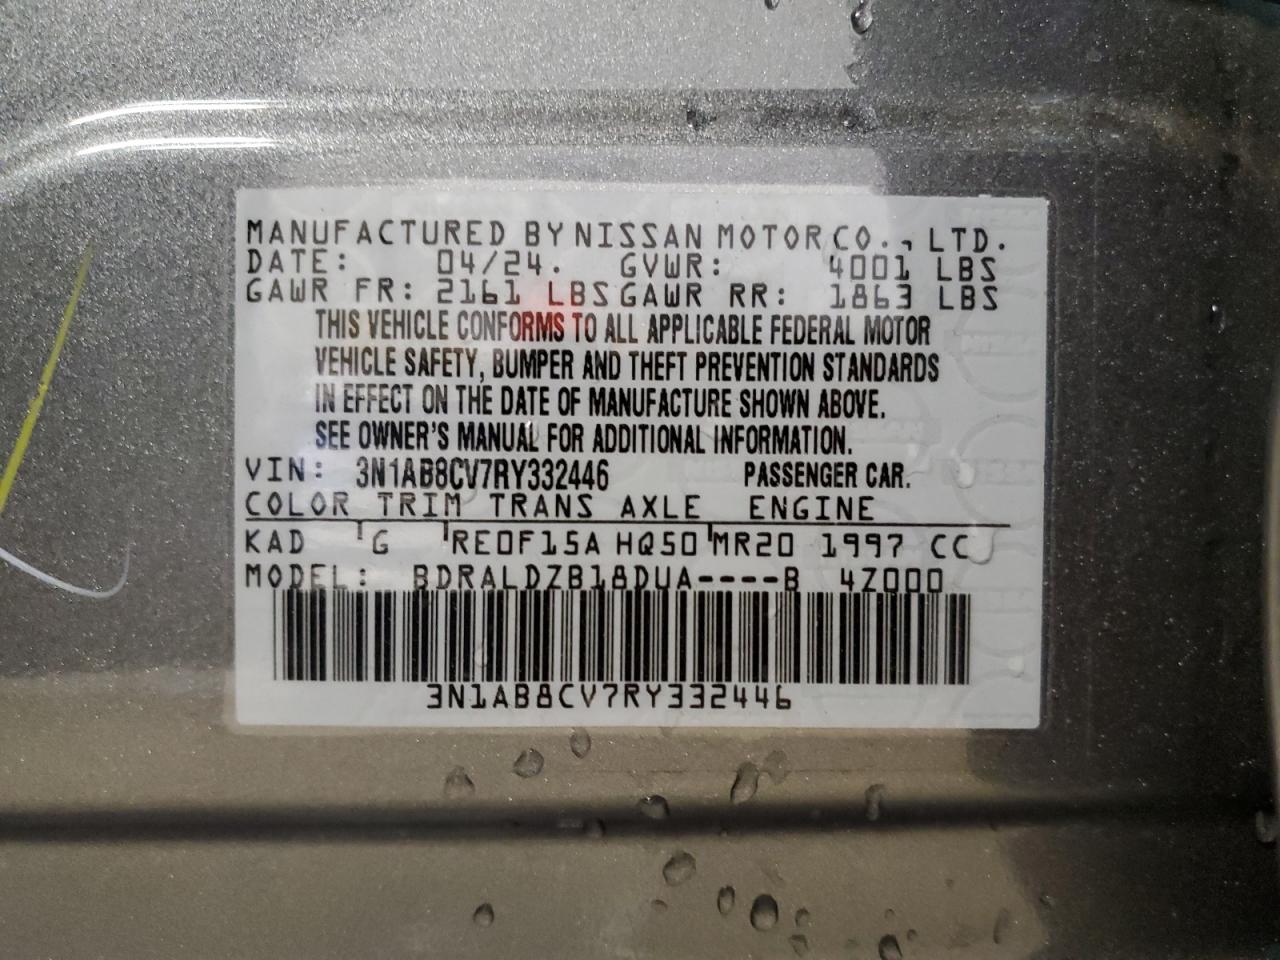 MANUFACTURED BY NISSAN MOTOR CO., LTD.
DATE: 04/24. GVWR: 4001 LBS
GAWR FR: 2161 LBS GAWR RR: 1863 LBS
THIS VEHICLE CONFORMS TO ALL APPLICABLE FEDERAL MOTOR
VEHICLE SAFETY, BUMPER AND THEFT PREVENTION STANDARDS
IN EFFECT ON THE DATE OF MANUFACTURE SHOWN ABOVE.
SEE OWNER'S MANUAL FOR ADDITIONAL INFORMATION.
VIN: 3N1AB8CV7RY332446 PASSENGER CAR.
COLOR TRIM TRANS AXLE ENGINE
KAD G RE0F15A HQ50 MR20 1997 CC
MODEL: BDRALDZB18DUA----B 4Z000
3N1AB8CV7RY332446